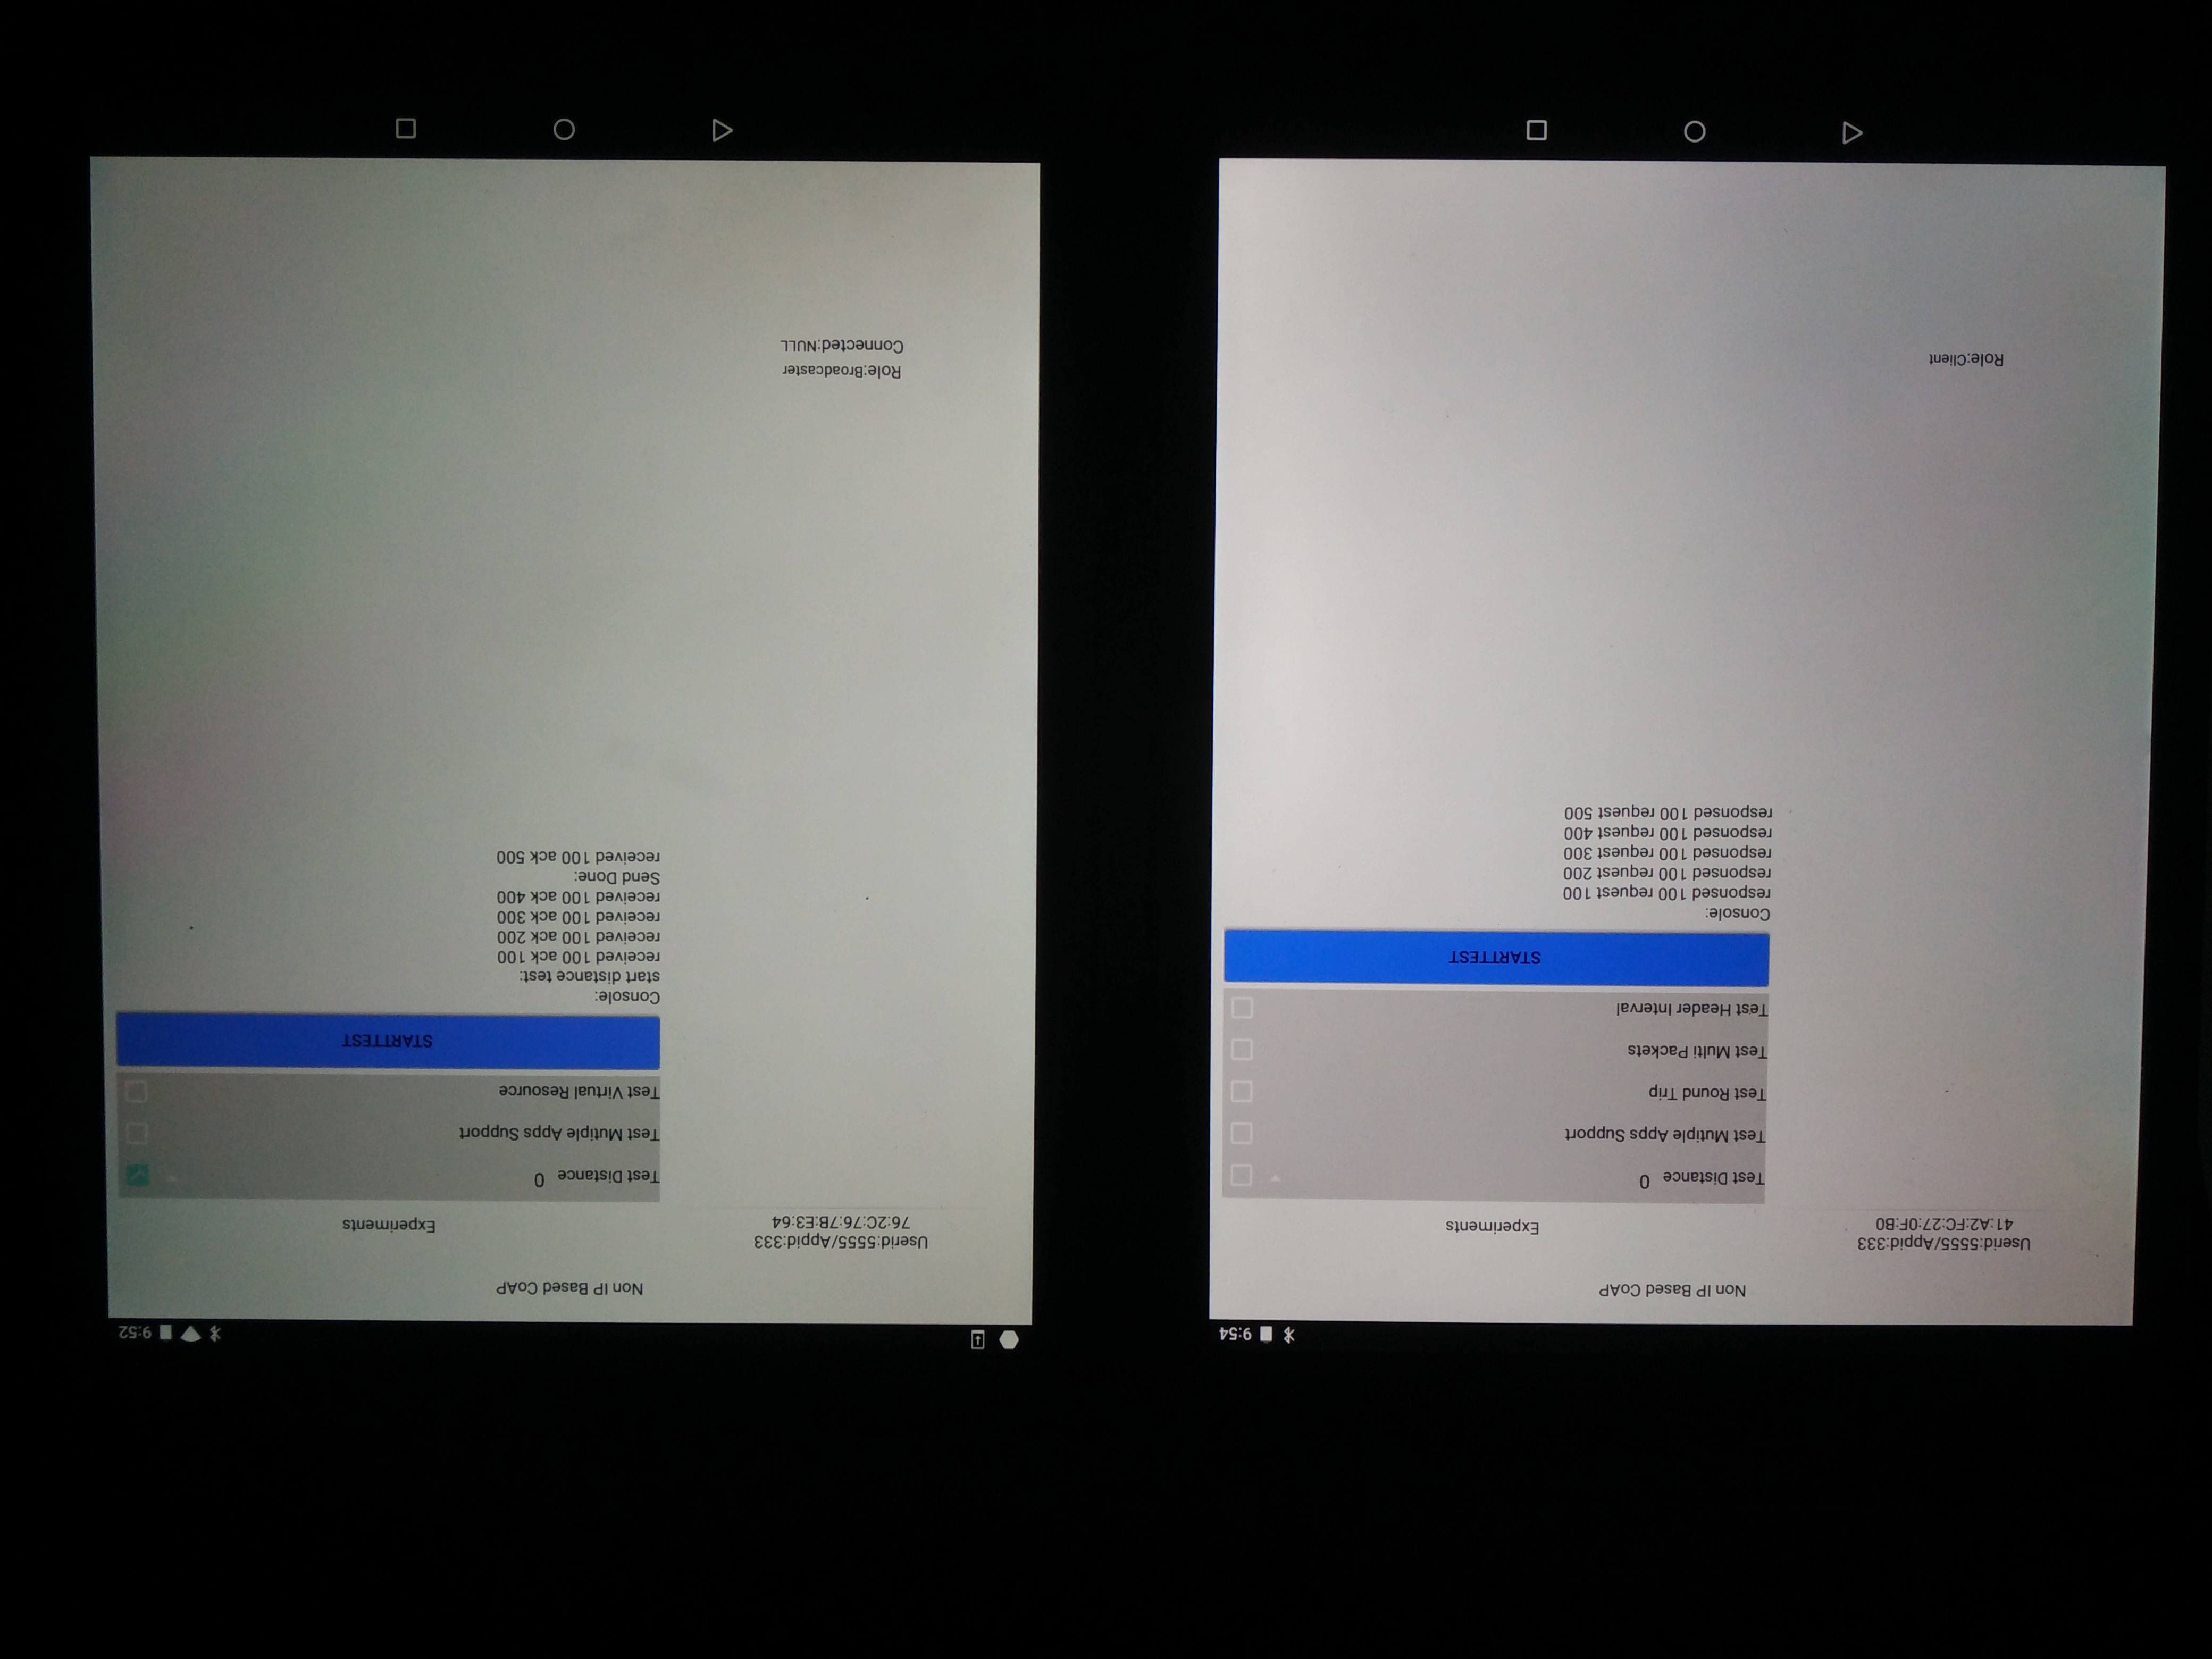 9:54
Non IP Based CoAP
Userid:5555/Appid:333
41:A2:FC:27:0F:B0
Experiments
Test Distance 0
Test Mutiple Apps Support
Test Round Trip
Test Multi Packets
Test Header Interval
STARTTEST
Console:
responsed 100 request 100
responsed 100 request 200
responsed 100 request 300
responsed 100 request 400
responsed 100 request 500
Role:Client
9:52
Non IP Based CoAP
Userid:5555/Appid:333
76:2C:76:7B:E3:64
Experiments
Test Distance 0
Test Mutiple Apps Support
Test Virtual Resource
STARTTEST
Console:
start distance test:
received 100 ack 100
received 100 ack 200
received 100 ack 300
received 100 ack 400
Send Done:
received 100 ack 500
Role:Broadcaster
Connected:NULL